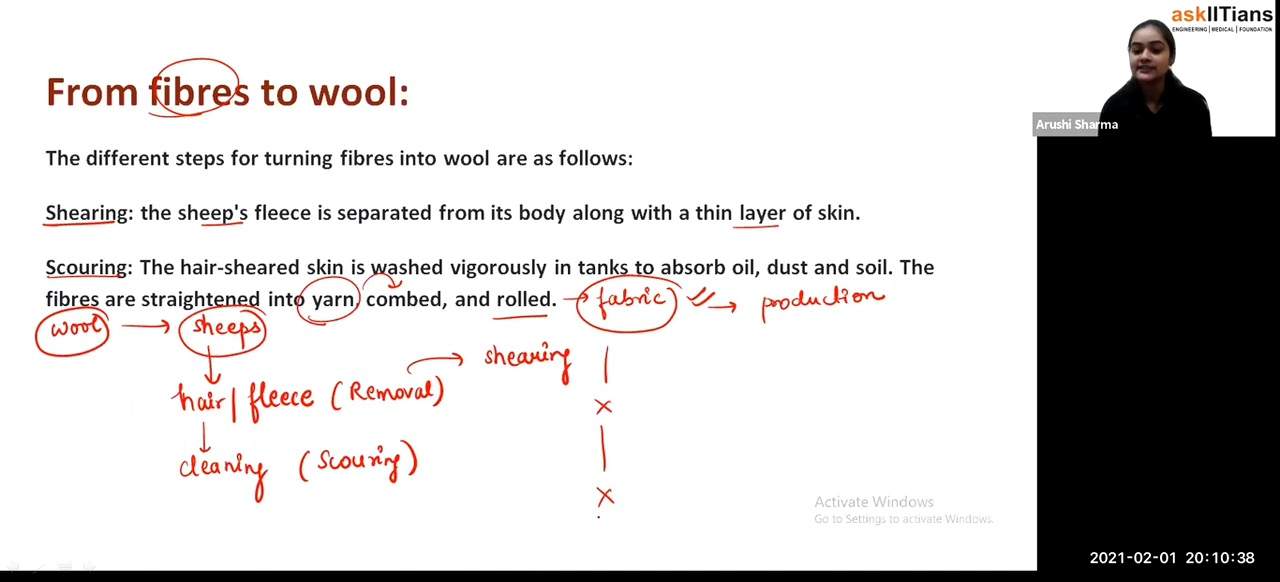 askIITians
ENGINEERING | MEDICAL | FOUNDATION
From fibres to wool:
Arushi Sharma
The different steps for turning fibres into wool are as follows:
Shearing: the sheep's fleece is separated from its body along with a thin layer of skin.
Scouring: The hair-sheared skin is washed vigorously in tanks to absorb oil, dust and soil. The
fibres are straightened into yarn, combed, and rolled. → fabric → production
wool → sheeps
shearing
hair/fleece (Removal)
cleaning (Scouring)
Activate Windows
Go to Settings to activate Windows.
2021-02-01 20:10:38